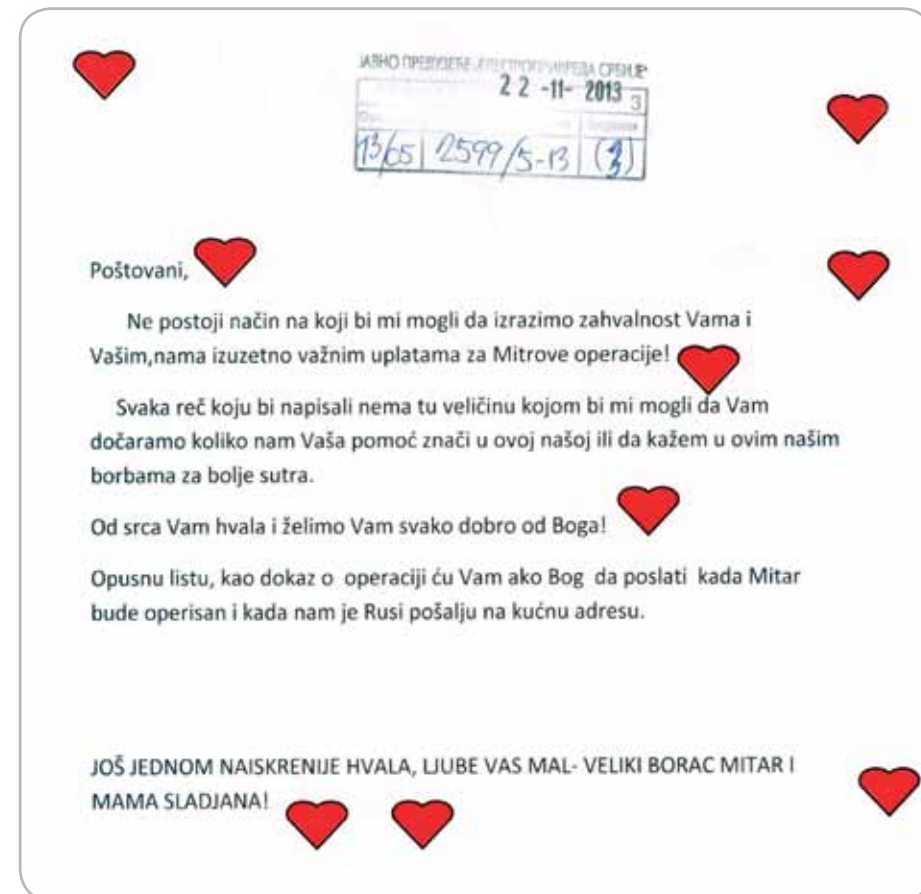 ЈАВНО ПРЕДУЗЕЋЕ ЕЛЕКТРОПРИВРЕДА СРБИЈЕ
22 -11- 2013 3
13/05 2599/5-13
Poštovani,
Ne postoji način na koji bi mi mogli da izrazimo zahvalnost Vama i
Vašim,nama izuzetno važnim uplatama za Mitrove operacije!
Svaka reč koju bi napisali nema tu veličinu kojom bi mi mogli da Vam
dočaramo koliko nam Vaša pomoć znači u ovoj našoj ili da kažem u ovim našim
borbama za bolje sutra.
Od srca Vam hvala i želimo Vam svako dobro od Boga!
Opusnu listu, kao dokaz o operaciji ću Vam ako Bog da poslati kada Mitar
bude operisan i kada nam je Rusi pošalju na kućnu adresu.
JOŠ JEDNOM NAISKRENIJE HVALA, LJUBE VAS MAL- VELIKI BORAC MITAR I
MAMA SLADJANA!